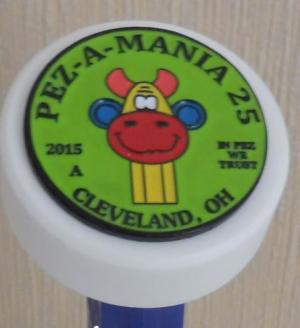 PEZ-A-MANIA 25
2015
A
IN PEZ
WE
TRUST
CLEVELAND, OH